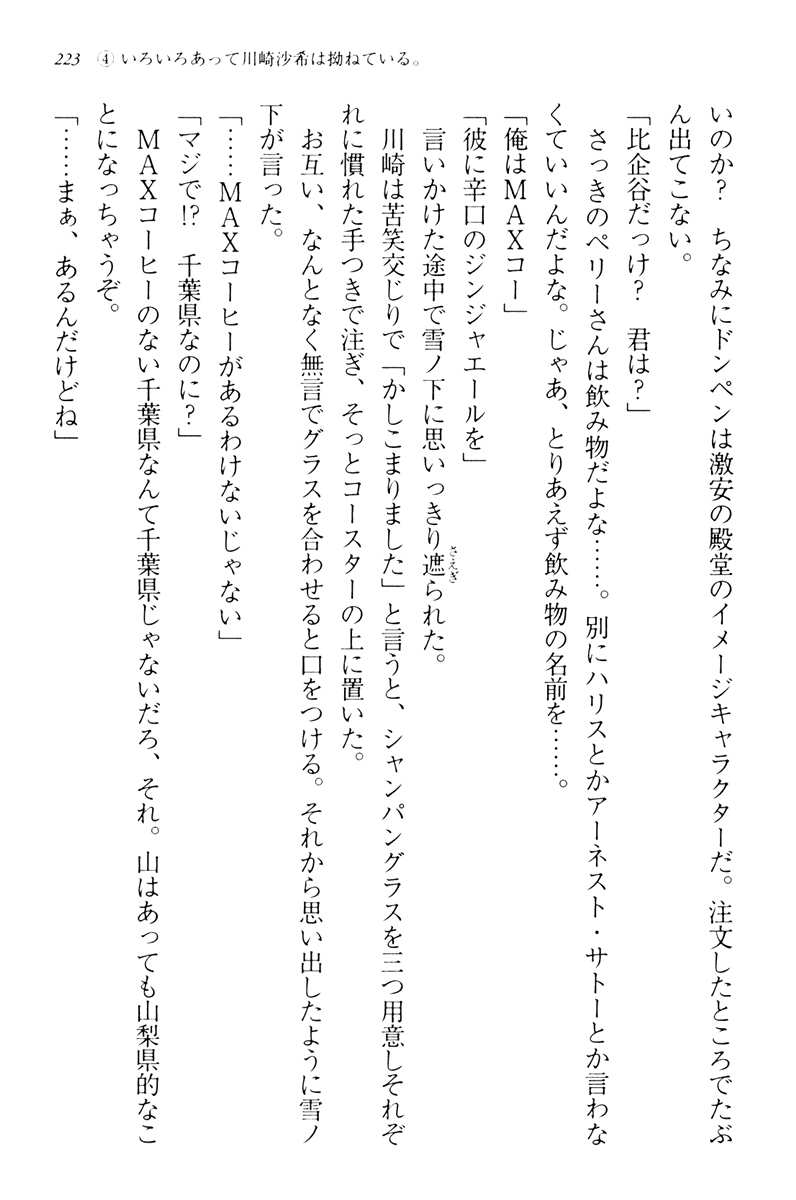 223 ④いろいろあって川崎沙希は拗ねている。
いのか？　ちなみにドンペンは激安の殿堂のイメージキャラクターだ。注文したところでたぶ
ん出てこない。
「比企谷だっけ？　君は？」
さっきのペリーさんは飲み物だよな……。別にハリスとかアーネスト・サトーとか言わな
くていいんだよな。じゃあ、とりあえず飲み物の名前を……。
「俺はＭＡＸコー」
「彼に辛口のジンジャエールを」
言いかけた途中で雪ノ下に思いっきり遮られた。
さえぎ
川崎は苦笑交じりで「かしこまりました」と言うと、シャンパングラスを三つ用意しそれぞ
れに慣れた手つきで注ぎ、そっとコースターの上に置いた。
お互い、なんとなく無言でグラスを合わせると口をつける。それから思い出したように雪ノ
下が言った。
「……ＭＡＸコーヒーがあるわけないじゃない」
「マジで!?　千葉県なのに？」
ＭＡＸコーヒーのない千葉県なんて千葉県じゃないだろ、それ。山はあっても山梨県的なこ
とになっちゃうぞ。
「……まぁ、あるんだけどね」